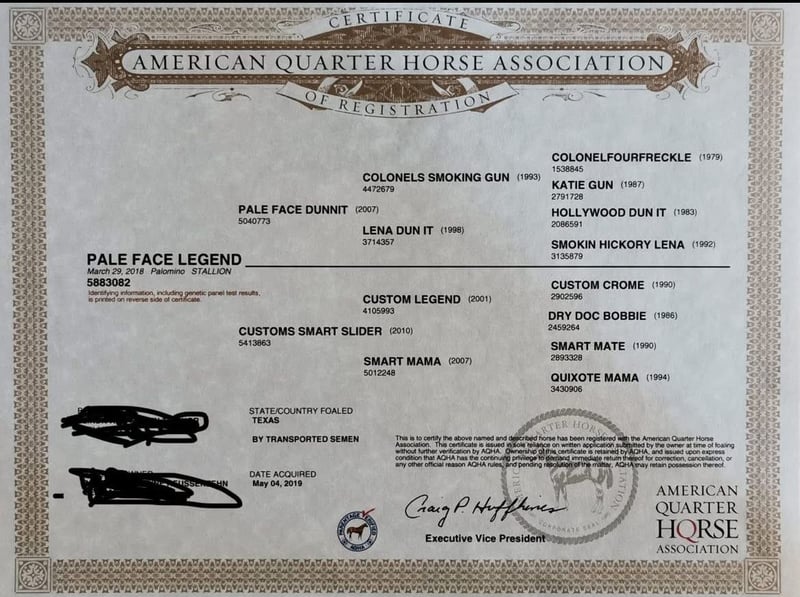 CERTIFICATE
AMERICAN QUARTER HORSE ASSOCIATION
OF REGISTRATION
COLONELFOURFRECKLE (1979)
1538845
COLONELS SMOKING GUN (1993)
4472679
KATIE GUN (1987)
2791728
PALE FACE DUNNIT (2007)
5040773
HOLLYWOOD DUN IT (1983)
2086591
LENA DUN IT (1998)
3714357
SMOKIN HICKORY LENA (1992)
3135879
PALE FACE LEGEND
March 29, 2018 Palomino STALLION
5883082
Identifying information, including genetic panel test results,
is printed on reverse side of certificate.
CUSTOM CROME (1990)
2902596
CUSTOM LEGEND (2001)
4105993
DRY DOC BOBBIE (1986)
2459264
CUSTOMS SMART SLIDER (2010)
5413863
SMART MATE (1990)
2893328
SMART MAMA (2007)
5012248
QUIXOTE MAMA (1994)
3430906
STATE/COUNTRY FOALED
TEXAS
BY TRANSPORTED SEMEN
DATE ACQUIRED
May 04, 2019
This is to certify the above named and described horse has been registered with the American Quarter Horse
Association. This certificate is issued in sole reliance on written application submitted by the owner at time of foaling
without further verification by AQHA. Ownership of this certificate is retained by AQHA, and issued upon express
condition that AQHA has the continuing privilege to demand immediate return thereof for correction, cancellation, or
any other official reason AQHA rules, and pending resolution of the matter, AQHA may retain possession thereof.
Craig P. Huffhines
Executive Vice President
PARENTAGE VERIFIED
AQHA
CORPORATE SEAL
AMERICAN
QUARTER
HORSE
ASSOCIATION